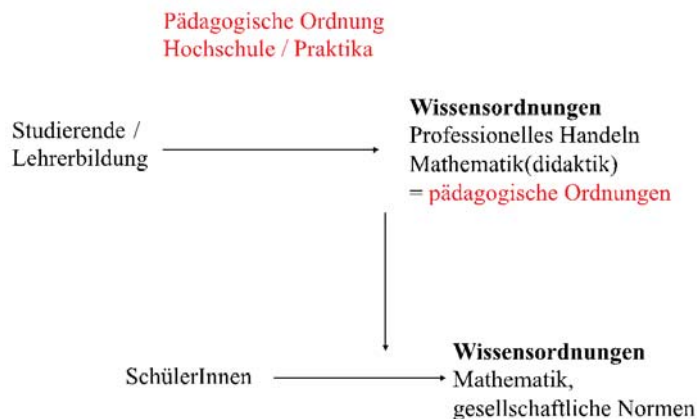 Pädagogische Ordnung
Hochschule / Praktika
Studierende /
Lehrerbildung
Wissensordnungen
Professionelles Handeln
Mathematik(didaktik)
= pädagogische Ordnungen
SchülerInnen
Wissensordnungen
Mathematik,
gesellschaftliche Normen